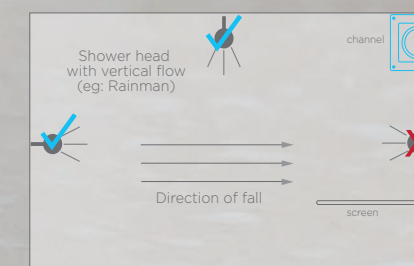 channel
Shower head
with vertical flow
(eg: Rainman)
Direction of fall
screen